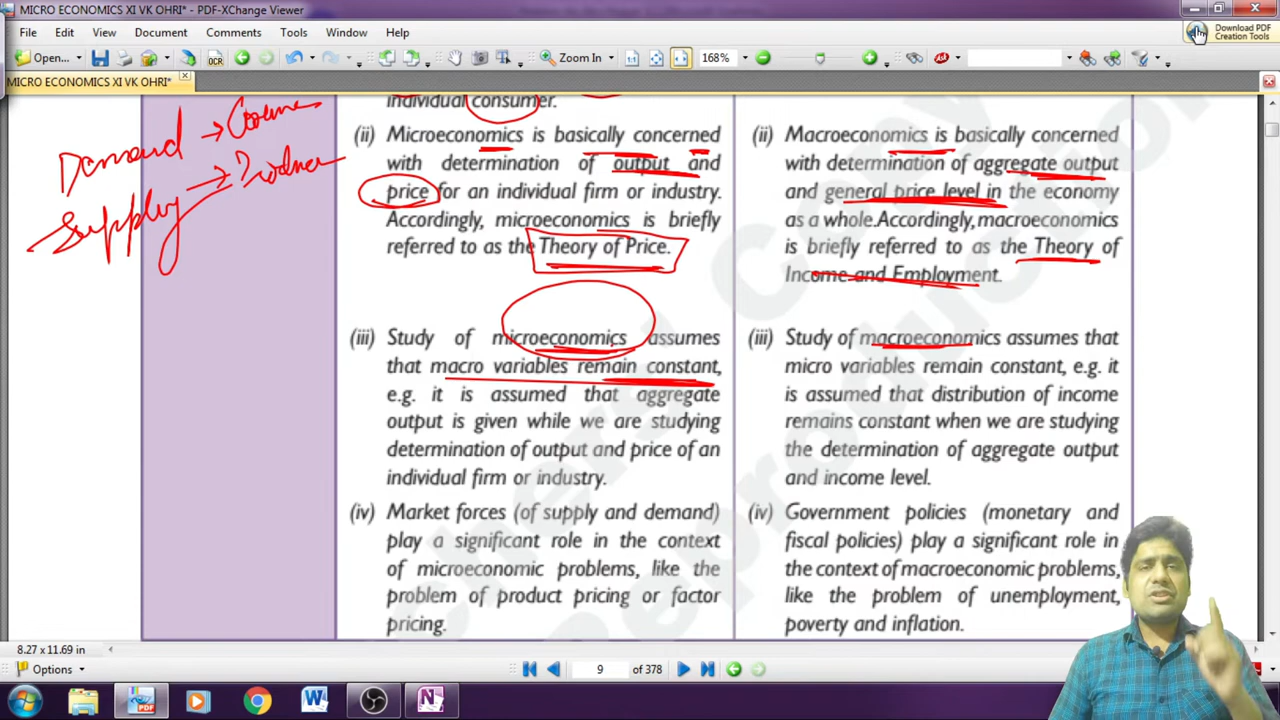 MICRO ECONOMICS XI VK OHRI* - PDF-XChange Viewer
File Edit View Document Comments Tools Window Help
Download PDF
Creation Tools
Open... OCR Zoom In 168%
MICRO ECONOMICS XI VK OHRI*
individual consumer.
(ii) Microeconomics is basically concerned
with determination of output and
price for an individual firm or industry.
Accordingly, microeconomics is briefly
referred to as the Theory of Price.
(iii) Study of microeconomics assumes
that macro variables remain constant,
e.g. it is assumed that aggregate
output is given while we are studying
determination of output and price of an
individual firm or industry.
(iv) Market forces (of supply and demand)
play a significant role in the context
of microeconomic problems, like the
problem of product pricing or factor
pricing.
(ii) Macroeconomics is basically concerned
with determination of aggregate output
and general price level in the economy
as a whole. Accordingly, macroeconomics
is briefly referred to as the Theory of
Income and Employment.
(iii) Study of macroeconomics assumes that
micro variables remain constant, e.g. it
is assumed that distribution of income
remains constant when we are studying
the determination of aggregate output
and income level.
(iv) Government policies (monetary and
fiscal policies) play a significant role in
the context of macroeconomic problems,
like the problem of unemployment,
poverty and inflation.
Demand →
Supply →
8.27 x 11.69 in
Options 9 of 378